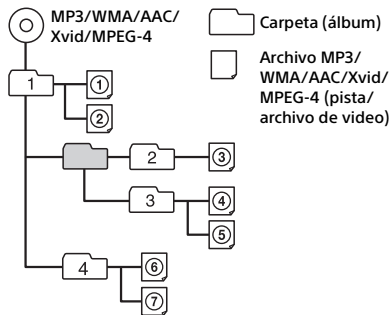 MP3/WMA/AAC/
Xvid/MPEG-4
Carpeta (álbum)
Archivo MP3/
WMA/AAC/Xvid/
MPEG-4 (pista/
archivo de video)
1
①
②
2
③
3
④
⑤
4
⑥
⑦